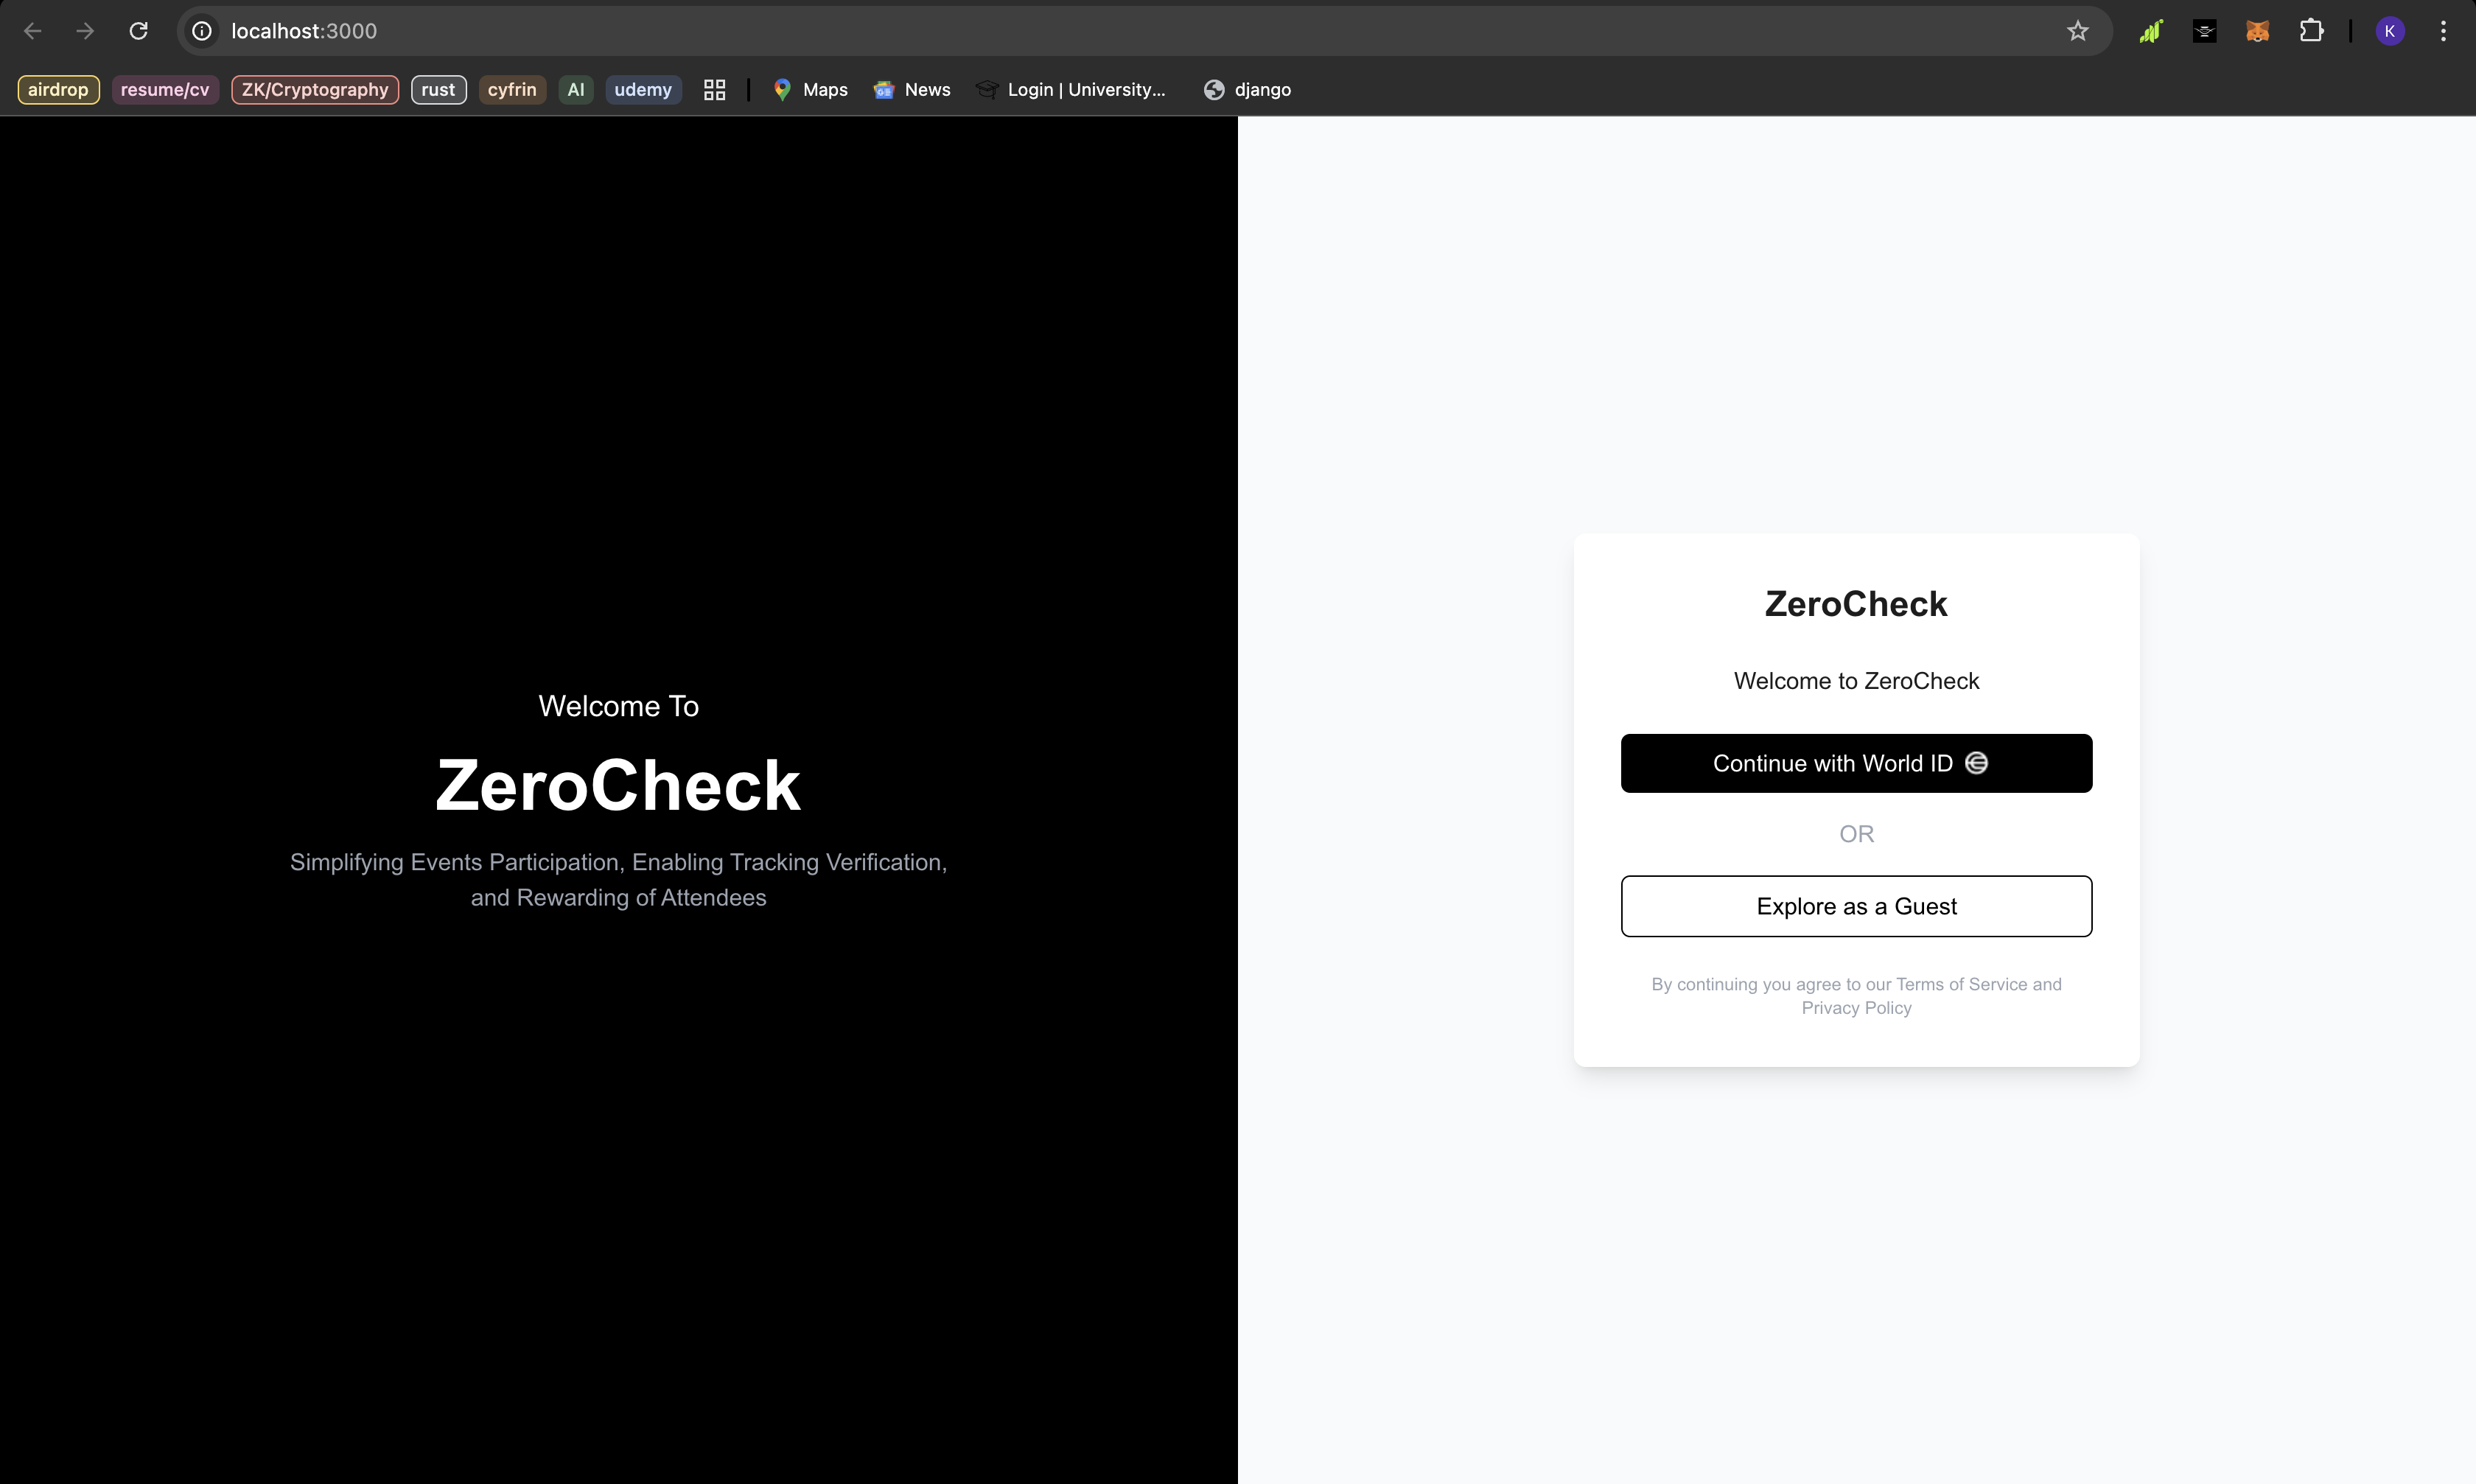 localhost:3000
airdrop resume/cv ZK/Cryptography rust cyfrin AI udemy Maps News Login | University... django
K
Welcome To
ZeroCheck
Simplifying Events Participation, Enabling Tracking Verification,
and Rewarding of Attendees
ZeroCheck
Welcome to ZeroCheck
Continue with World ID
OR
Explore as a Guest
By continuing you agree to our Terms of Service and
Privacy Policy